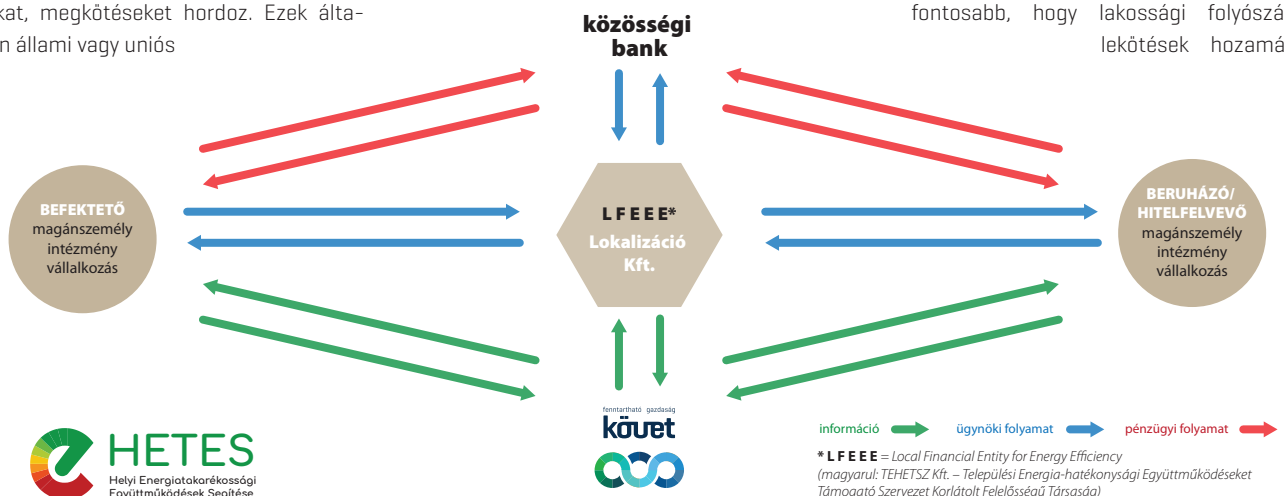 kat, megkötéseket hordoz. Ezek álta-
n állami vagy uniós
közösségi
bank
fontosabb, hogy lakossági folyószá
lekötések hozamá
BEFEKTETŐ
magánszemély
intézmény
vállalkozás
LFEEE*
Lokalizáció
Kft.
BERUHÁZÓ/
HITELFELVEVŐ
magánszemély
intézmény
vállalkozás
HETES
Helyi Energiatakarékossági
Együttműködések Segítése
fenntartható gazdaság
követ
információ
ügynöki folyamat
pénzügyi folyamat
*LFEEE = Local Financial Entity for Energy Efficiency
(magyarul: TEHETSZ Kft. – Települési Energia-hatékonysági Együttműködéseket
Támogató Szervezet Korlátolt Felelősségű Társaság)